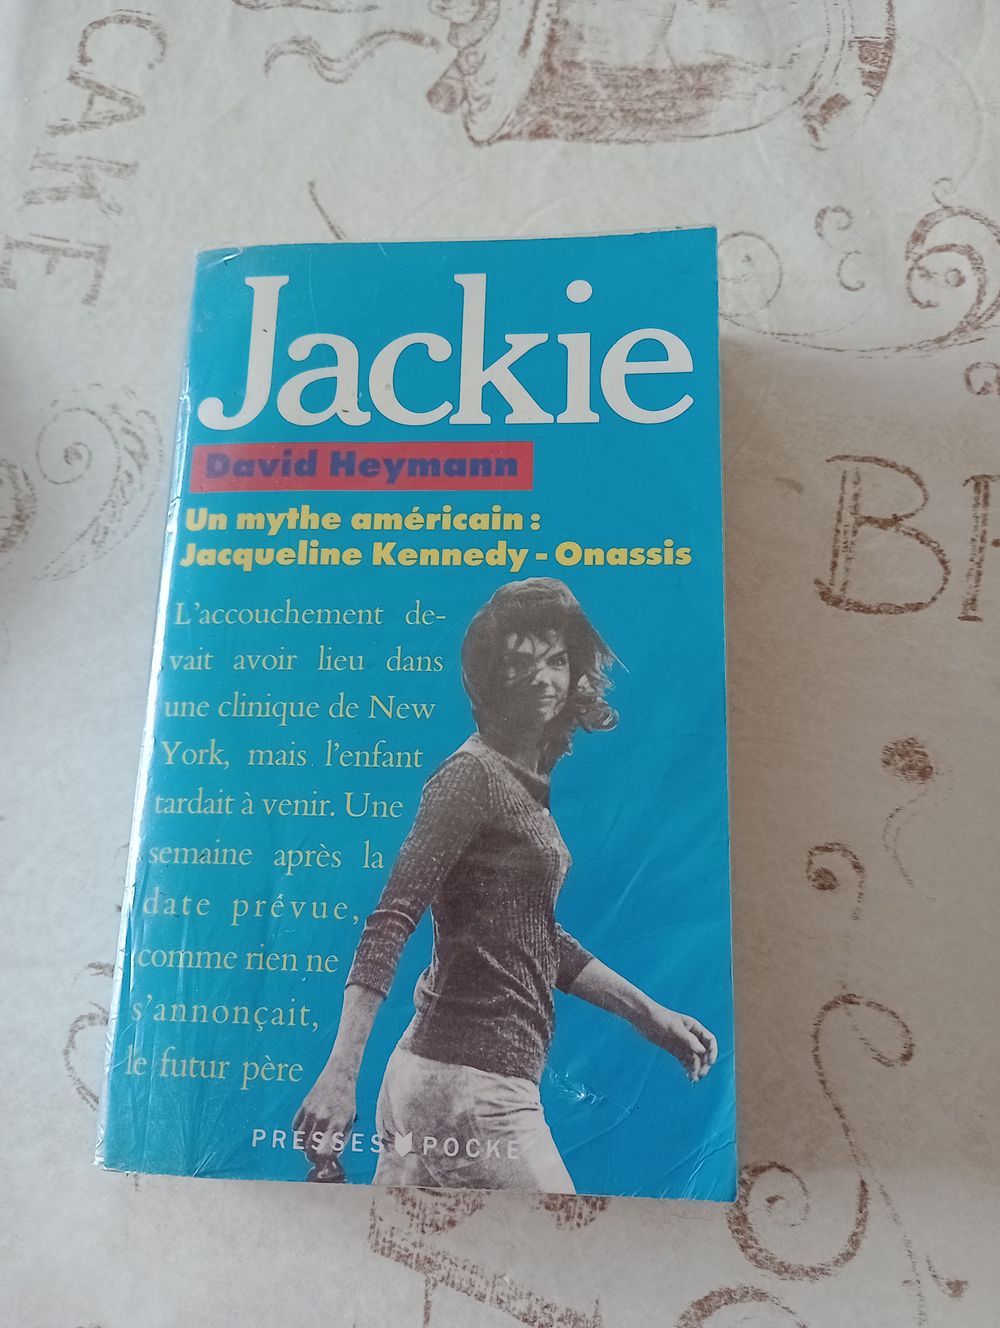 CAKE
Jackie
David Heymann
Un mythe américain :
Jacqueline Kennedy - Onassis
L'accouchement de-
vait avoir lieu dans
une clinique de New
York, mais l'enfant
tardait à venir. Une
semaine après la
date prévue,
comme rien ne
s'annonçait,
le futur père
PRESSES POCKET